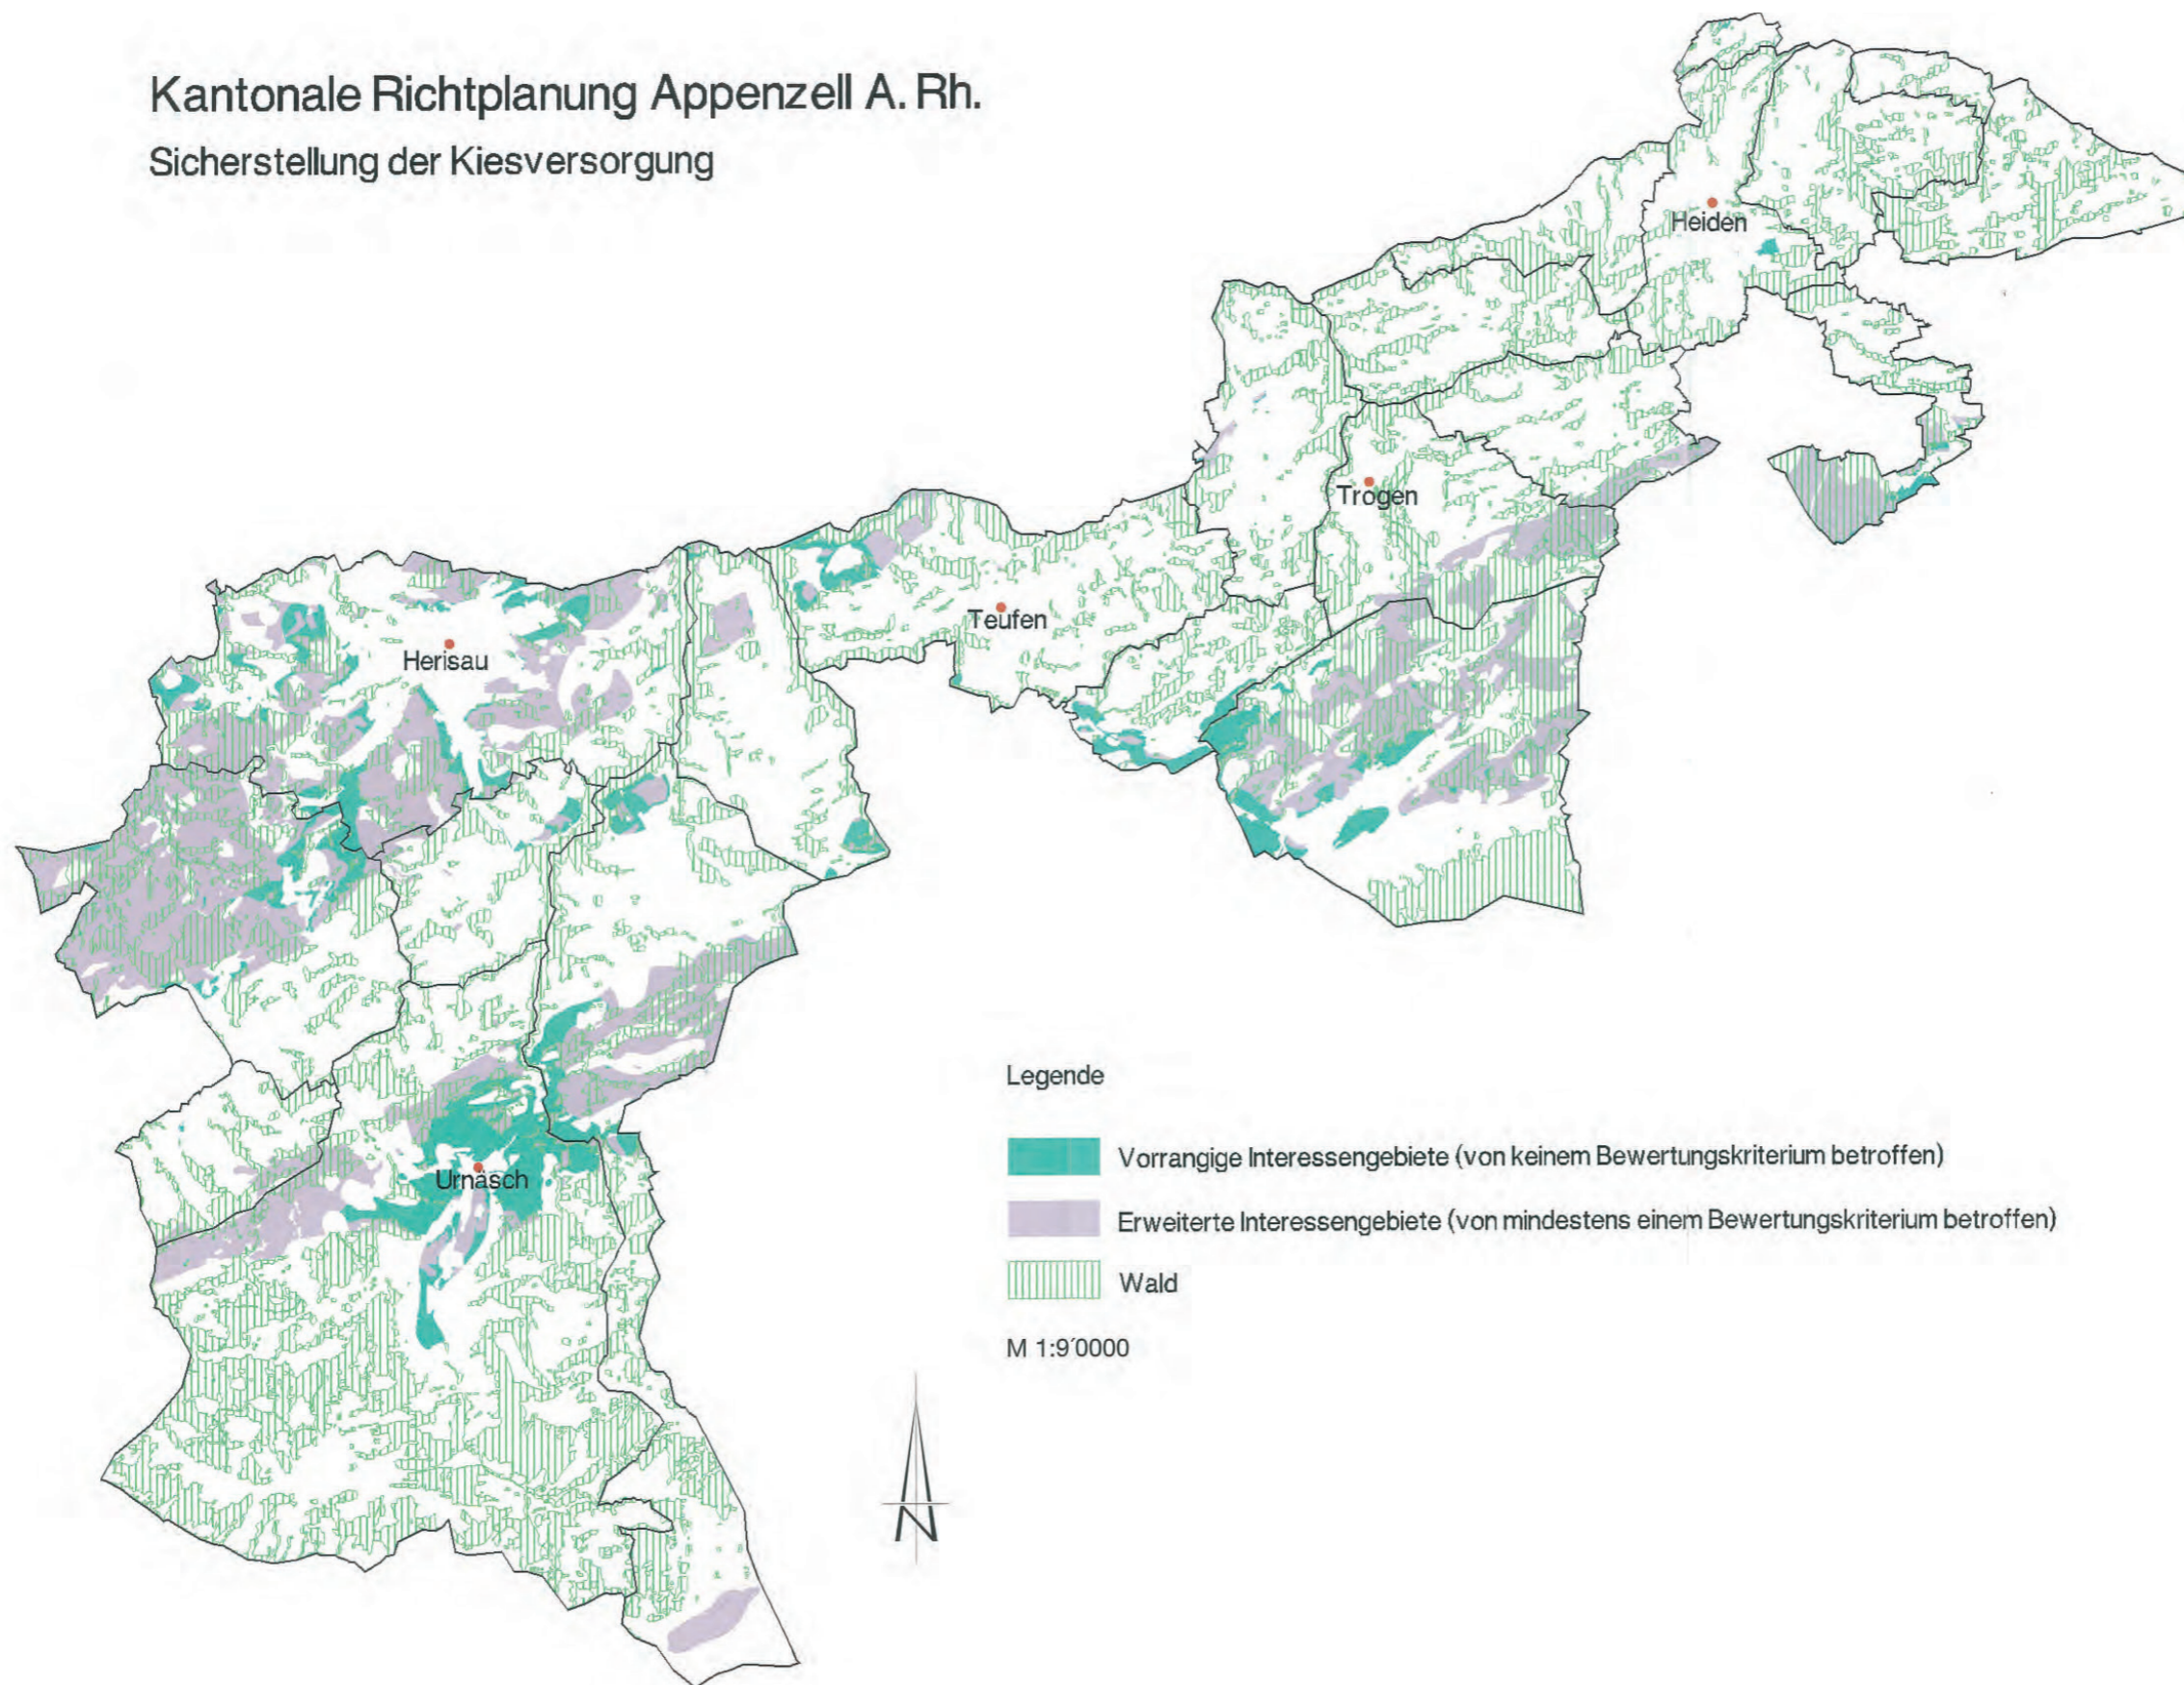 Kantonale Richtplanung Appenzell A. Rh.
Sicherstellung der Kiesversorgung
Heiden
Trogen
Teufen
Herisau
Urnäsch
Legende
Vorrangige Interessengebiete (von keinem Bewertungskriterium betroffen)
Erweiterte Interessengebiete (von mindestens einem Bewertungskriterium betroffen)
Wald
M 1:9´0000
N